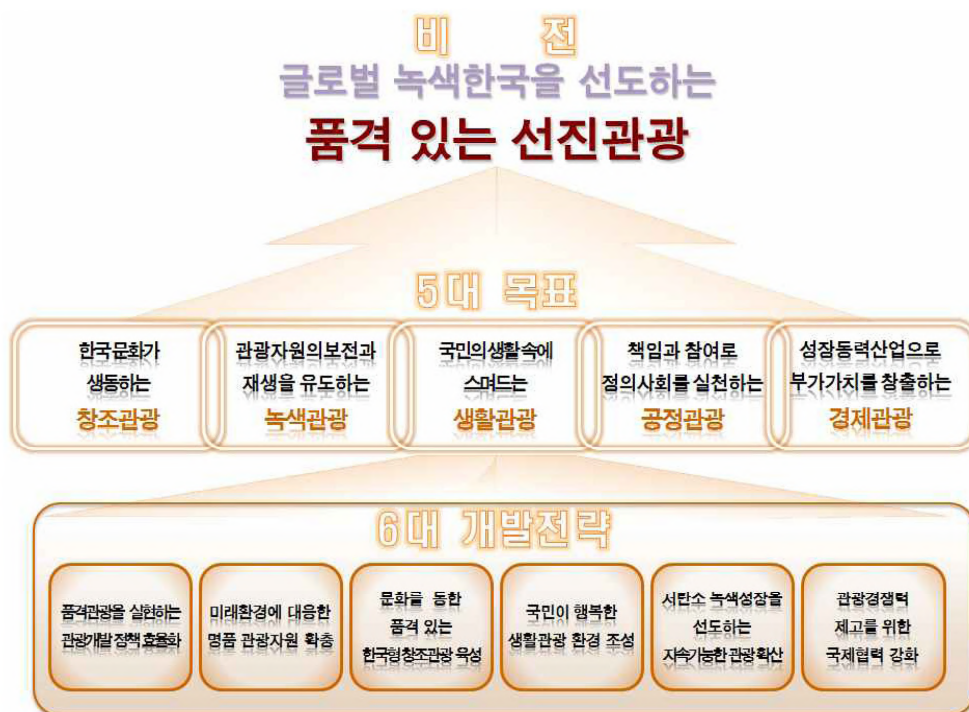 비 전
글로벌 녹색한국을 선도하는
품격 있는 선진관광
5대 목표
한국문화가
생동하는
창조관광
관광자원의보전과
재생을 유도하는
녹색관광
국민의생활속에
스며드는
생활관광
책임과 참여로
정의사회를 실천하는
공정관광
성장동력산업으로
부가가치를 창출하는
경제관광
6대 개발전략
품격관광을 실현하는
관광개발 정책 효율화
미래환경에 대응한
명품 관광자원 확충
문화를 통한
품격 있는
한국형창조관광 육성
국민이 행복한
생활관광 환경 조성
저탄소 녹색성장을
선도하는
지속가능한 관광 확산
관광경쟁력
제고를 위한
국제협력 강화